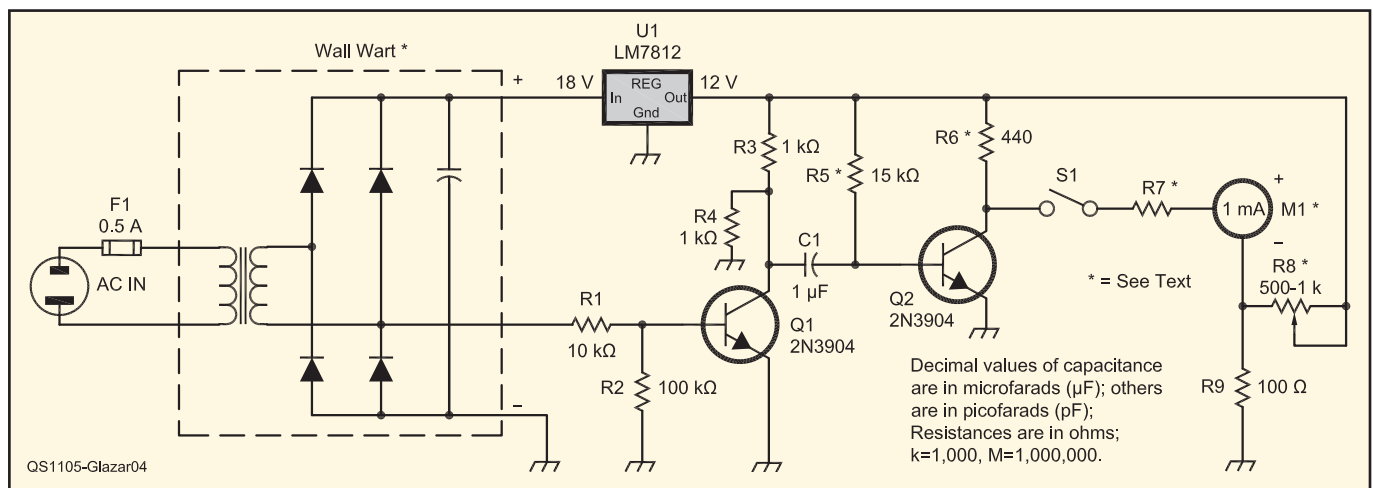 U1
LM7812
Wall Wart *
+
18 V
REG
In
Out
Gnd
12 V
R3
1 kΩ
R5 *
15 kΩ
R6 *
440
S1
R7 *
+
1 mA
M1 *
−
F1
0.5 A
AC IN
R4
1 kΩ
C1
1 µF
Q2
2N3904
* = See Text
R8 *
500-1 k
R1
10 kΩ
Q1
2N3904
R2
100 kΩ
−
R9
100 Ω
Decimal values of capacitance
are in microfarads (µF); others
are in picofarads (pF);
Resistances are in ohms;
k=1,000, M=1,000,000.
QS1105-Glazar04